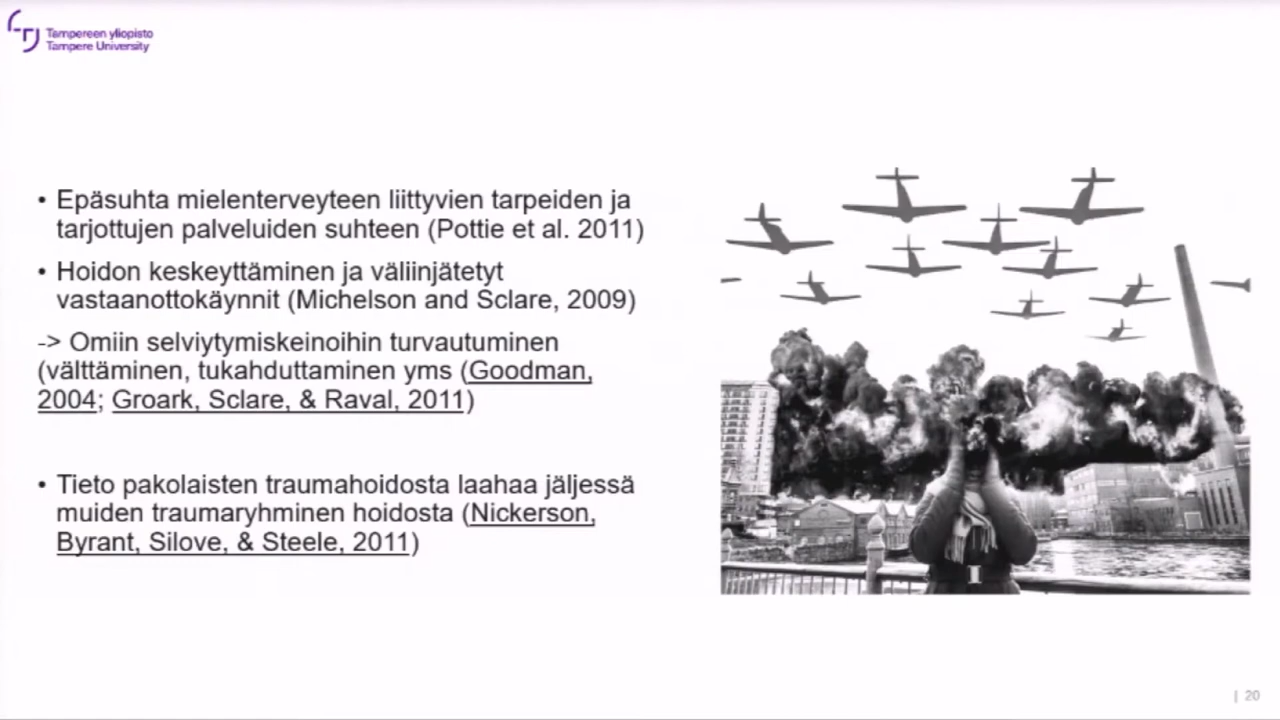 Tampereen yliopisto
Tampere University
• Epäsuhta mielenterveyteen liittyvien tarpeiden ja
tarjottujen palveluiden suhteen (Pottie et al. 2011)
• Hoidon keskeyttäminen ja väliinjätetyt
vastaanottokäynnit (Michelson and Sclare, 2009)
-> Omiin selviytymiskeinoihin turvautuminen
(välttäminen, tukahduttaminen yms (Goodman,
2004; Groark, Sclare, & Raval, 2011)
• Tieto pakolaisten traumahoidosta laahaa jäljessä
muiden traumaryhminen hoidosta (Nickerson,
Byrant, Silove, & Steele, 2011)
| 20